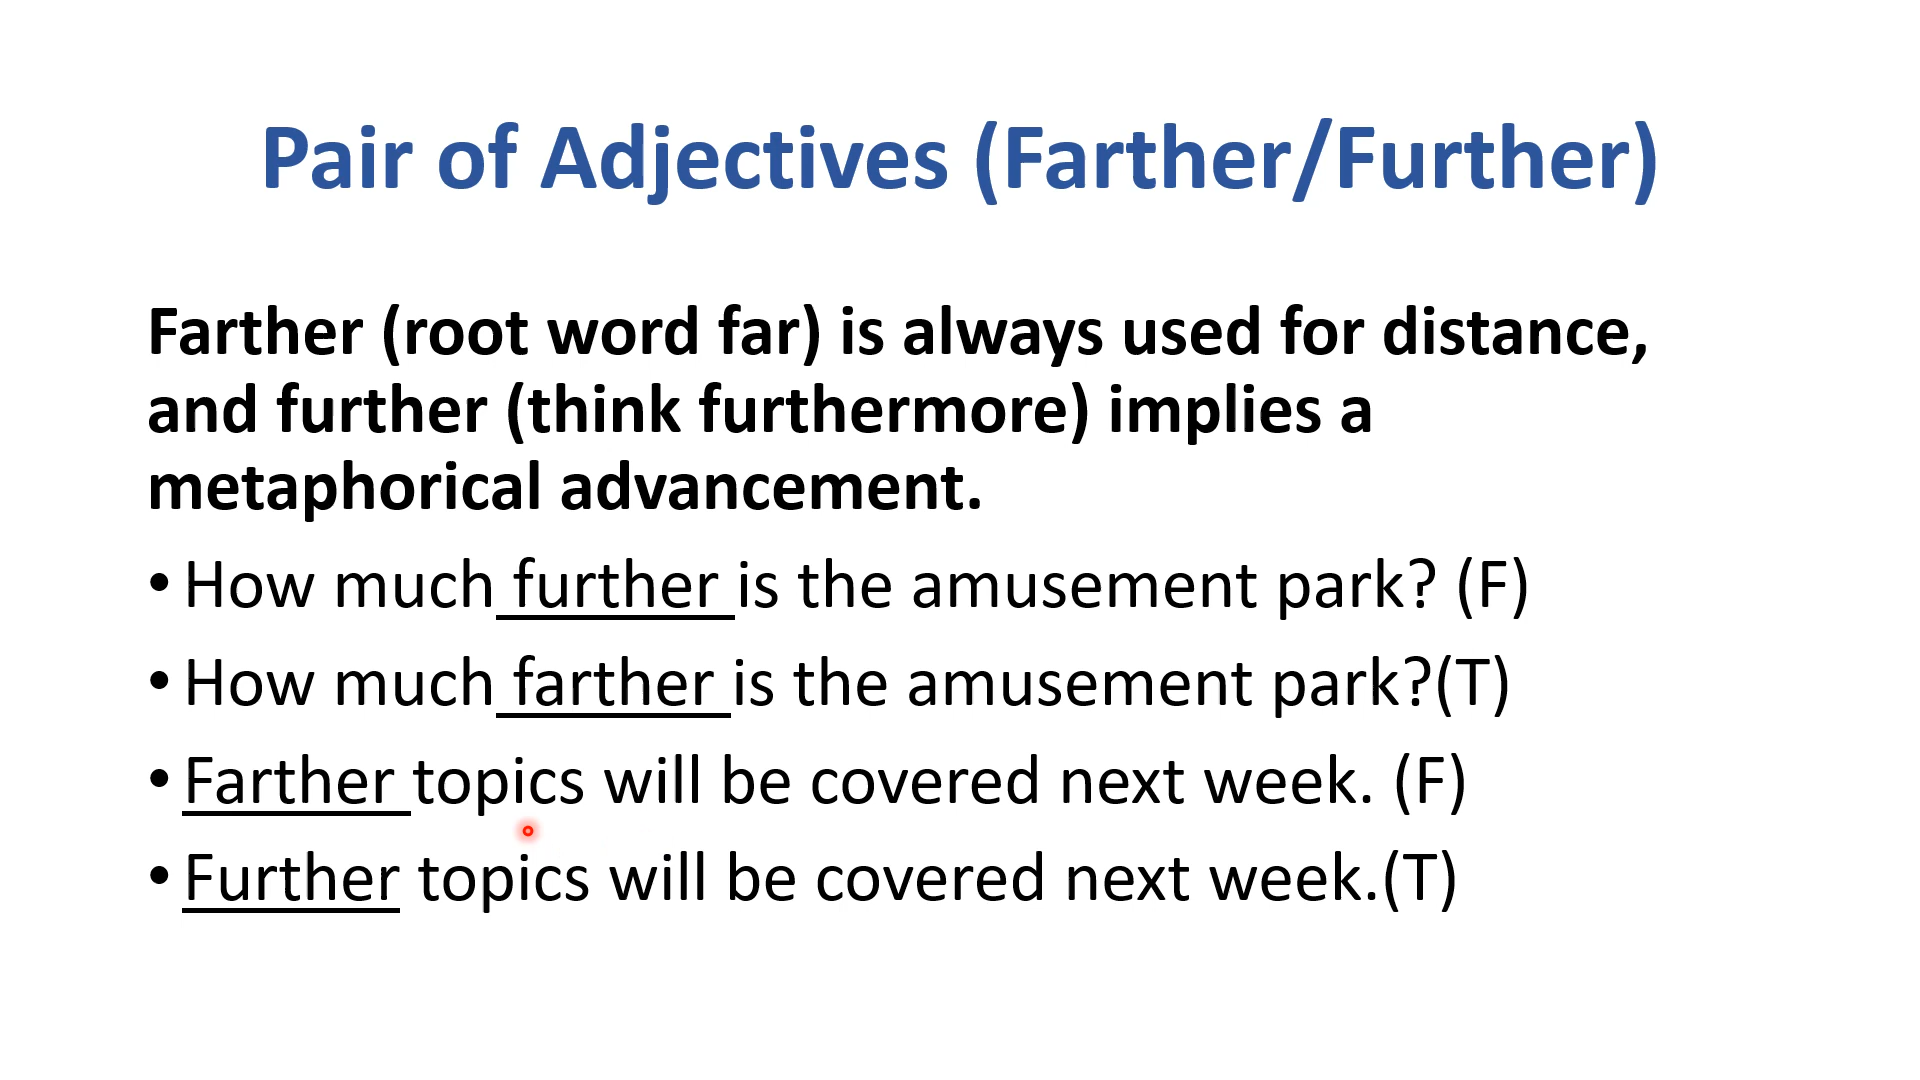 Pair of Adjectives (Farther/Further)
Farther (root word far) is always used for distance,
and further (think furthermore) implies a
metaphorical advancement.
• How much further is the amusement park? (F)
• How much farther is the amusement park?(T)
• Farther topics will be covered next week. (F)
• Further topics will be covered next week.(T)